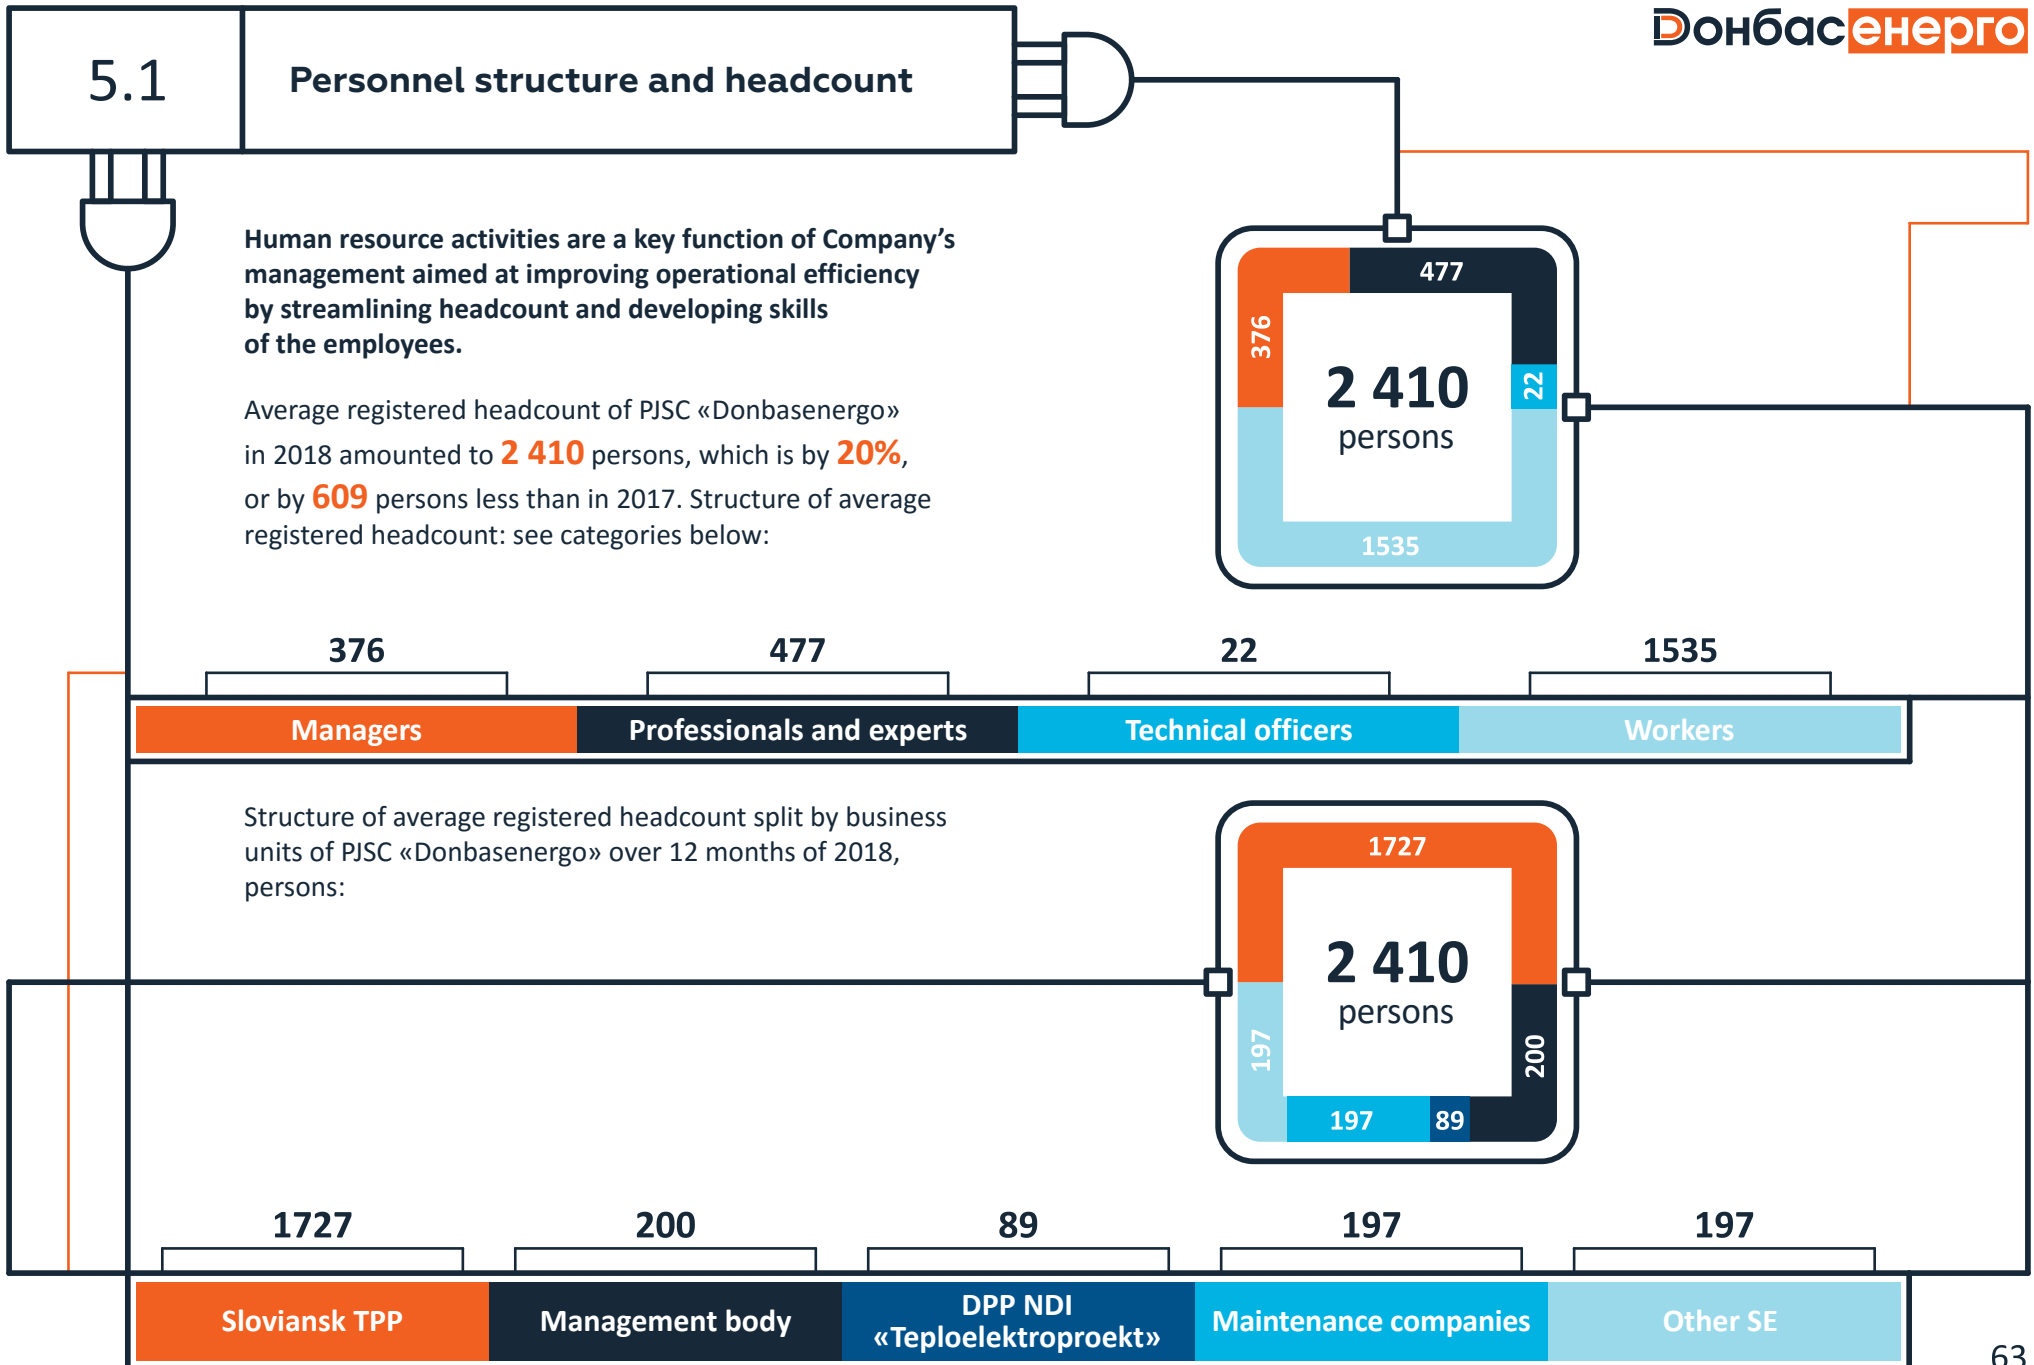 Донбасенерго
5.1
Personnel structure and headcount
Human resource activities are a key function of Company’s
management aimed at improving operational efficiency
by streamlining headcount and developing skills
of the employees.
Average registered headcount of PJSC «Donbasenergo»
in 2018 amounted to 2 410 persons, which is by 20%,
or by 609 persons less than in 2017. Structure of average
registered headcount: see categories below:
477
376
22
2 410
persons
1535
376
477
22
1535
Managers
Professionals and experts
Technical officers
Workers
Structure of average registered headcount split by business
units of PJSC «Donbasenergo» over 12 months of 2018,
persons:
1727
2 410
persons
197
200
197
89
1727
200
89
197
197
Sloviansk TPP
Management body
DPP NDI
«Teploelektroproekt»
Maintenance companies
Other SE
63